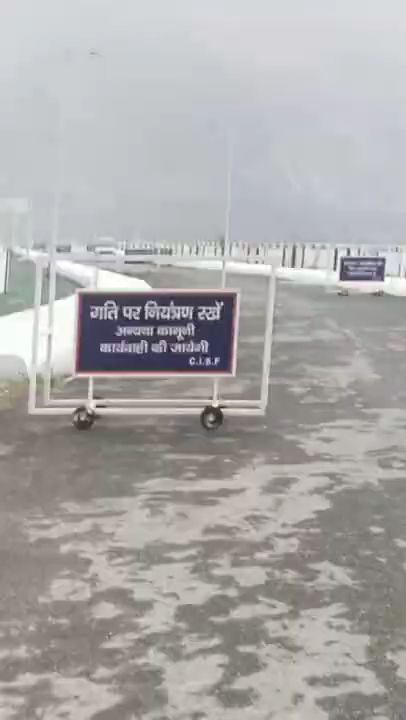 गति पर नियंत्रण रखें
अन्यथा कानूनी
कार्यवाही की जायेगी
C.I.S.F